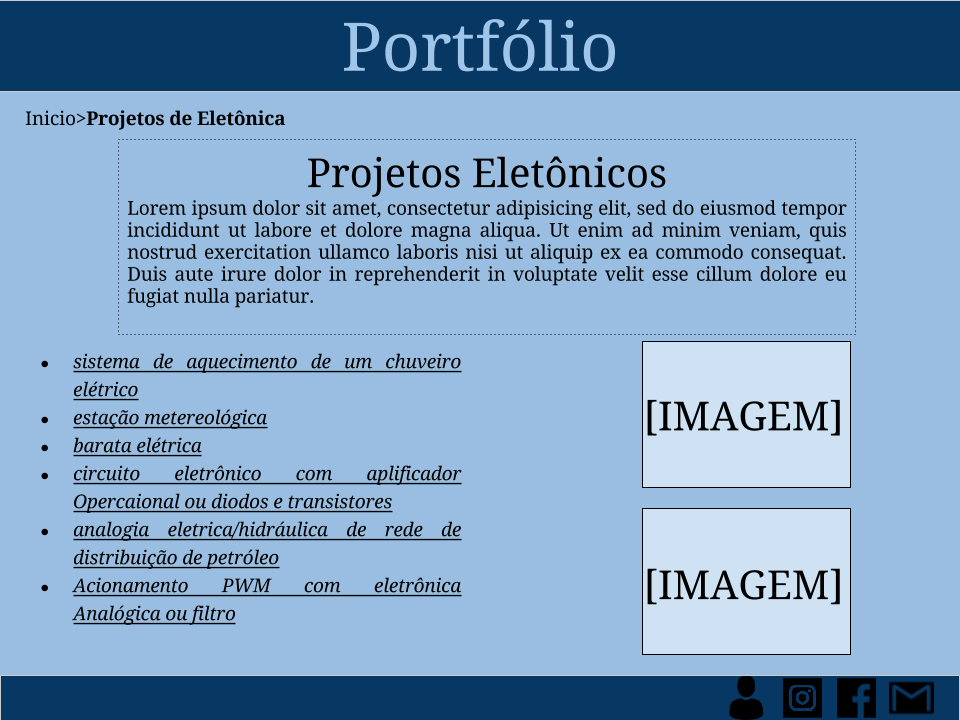 Portfólio
Inicio>Projetos de Eletônica
Projetos Eletônicos
Lorem ipsum dolor sit amet, consectetur adipisicing elit, sed do eiusmod tempor
incididunt ut labore et dolore magna aliqua. Ut enim ad minim veniam, quis
nostrud exercitation ullamco laboris nisi ut aliquip ex ea commodo consequat.
Duis aute irure dolor in reprehenderit in voluptate velit esse cillum dolore eu
fugiat nulla pariatur.
● sistema de aquecimento de um chuveiro
elétrico
● estação metereológica
● barata elétrica
● circuito eletrônico com aplificador
Opercaional ou diodos e transistores
● analogia eletrica/hidráulica de rede de
distribuição de petróleo
● Acionamento PWM com eletrônica
Analógica ou filtro
[IMAGEM]
[IMAGEM]